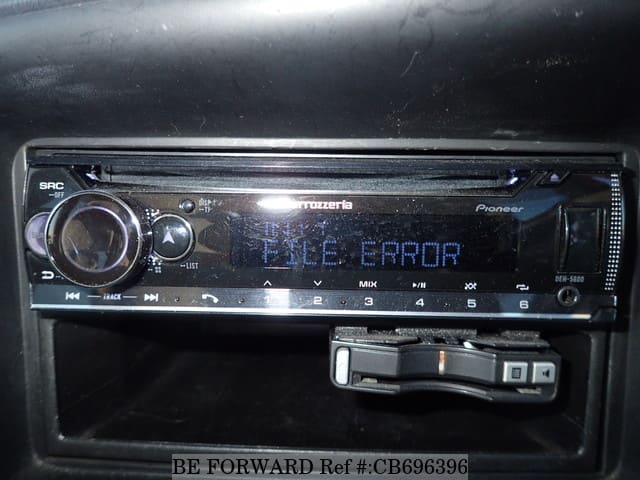 SRC
OFF
DISP
carrozzeria
Pioneer
FILE ERROR
LIST
DEH-5600
TRACK
1 2 MIX 3 4 5 6
BE FORWARD Ref #:CB696396